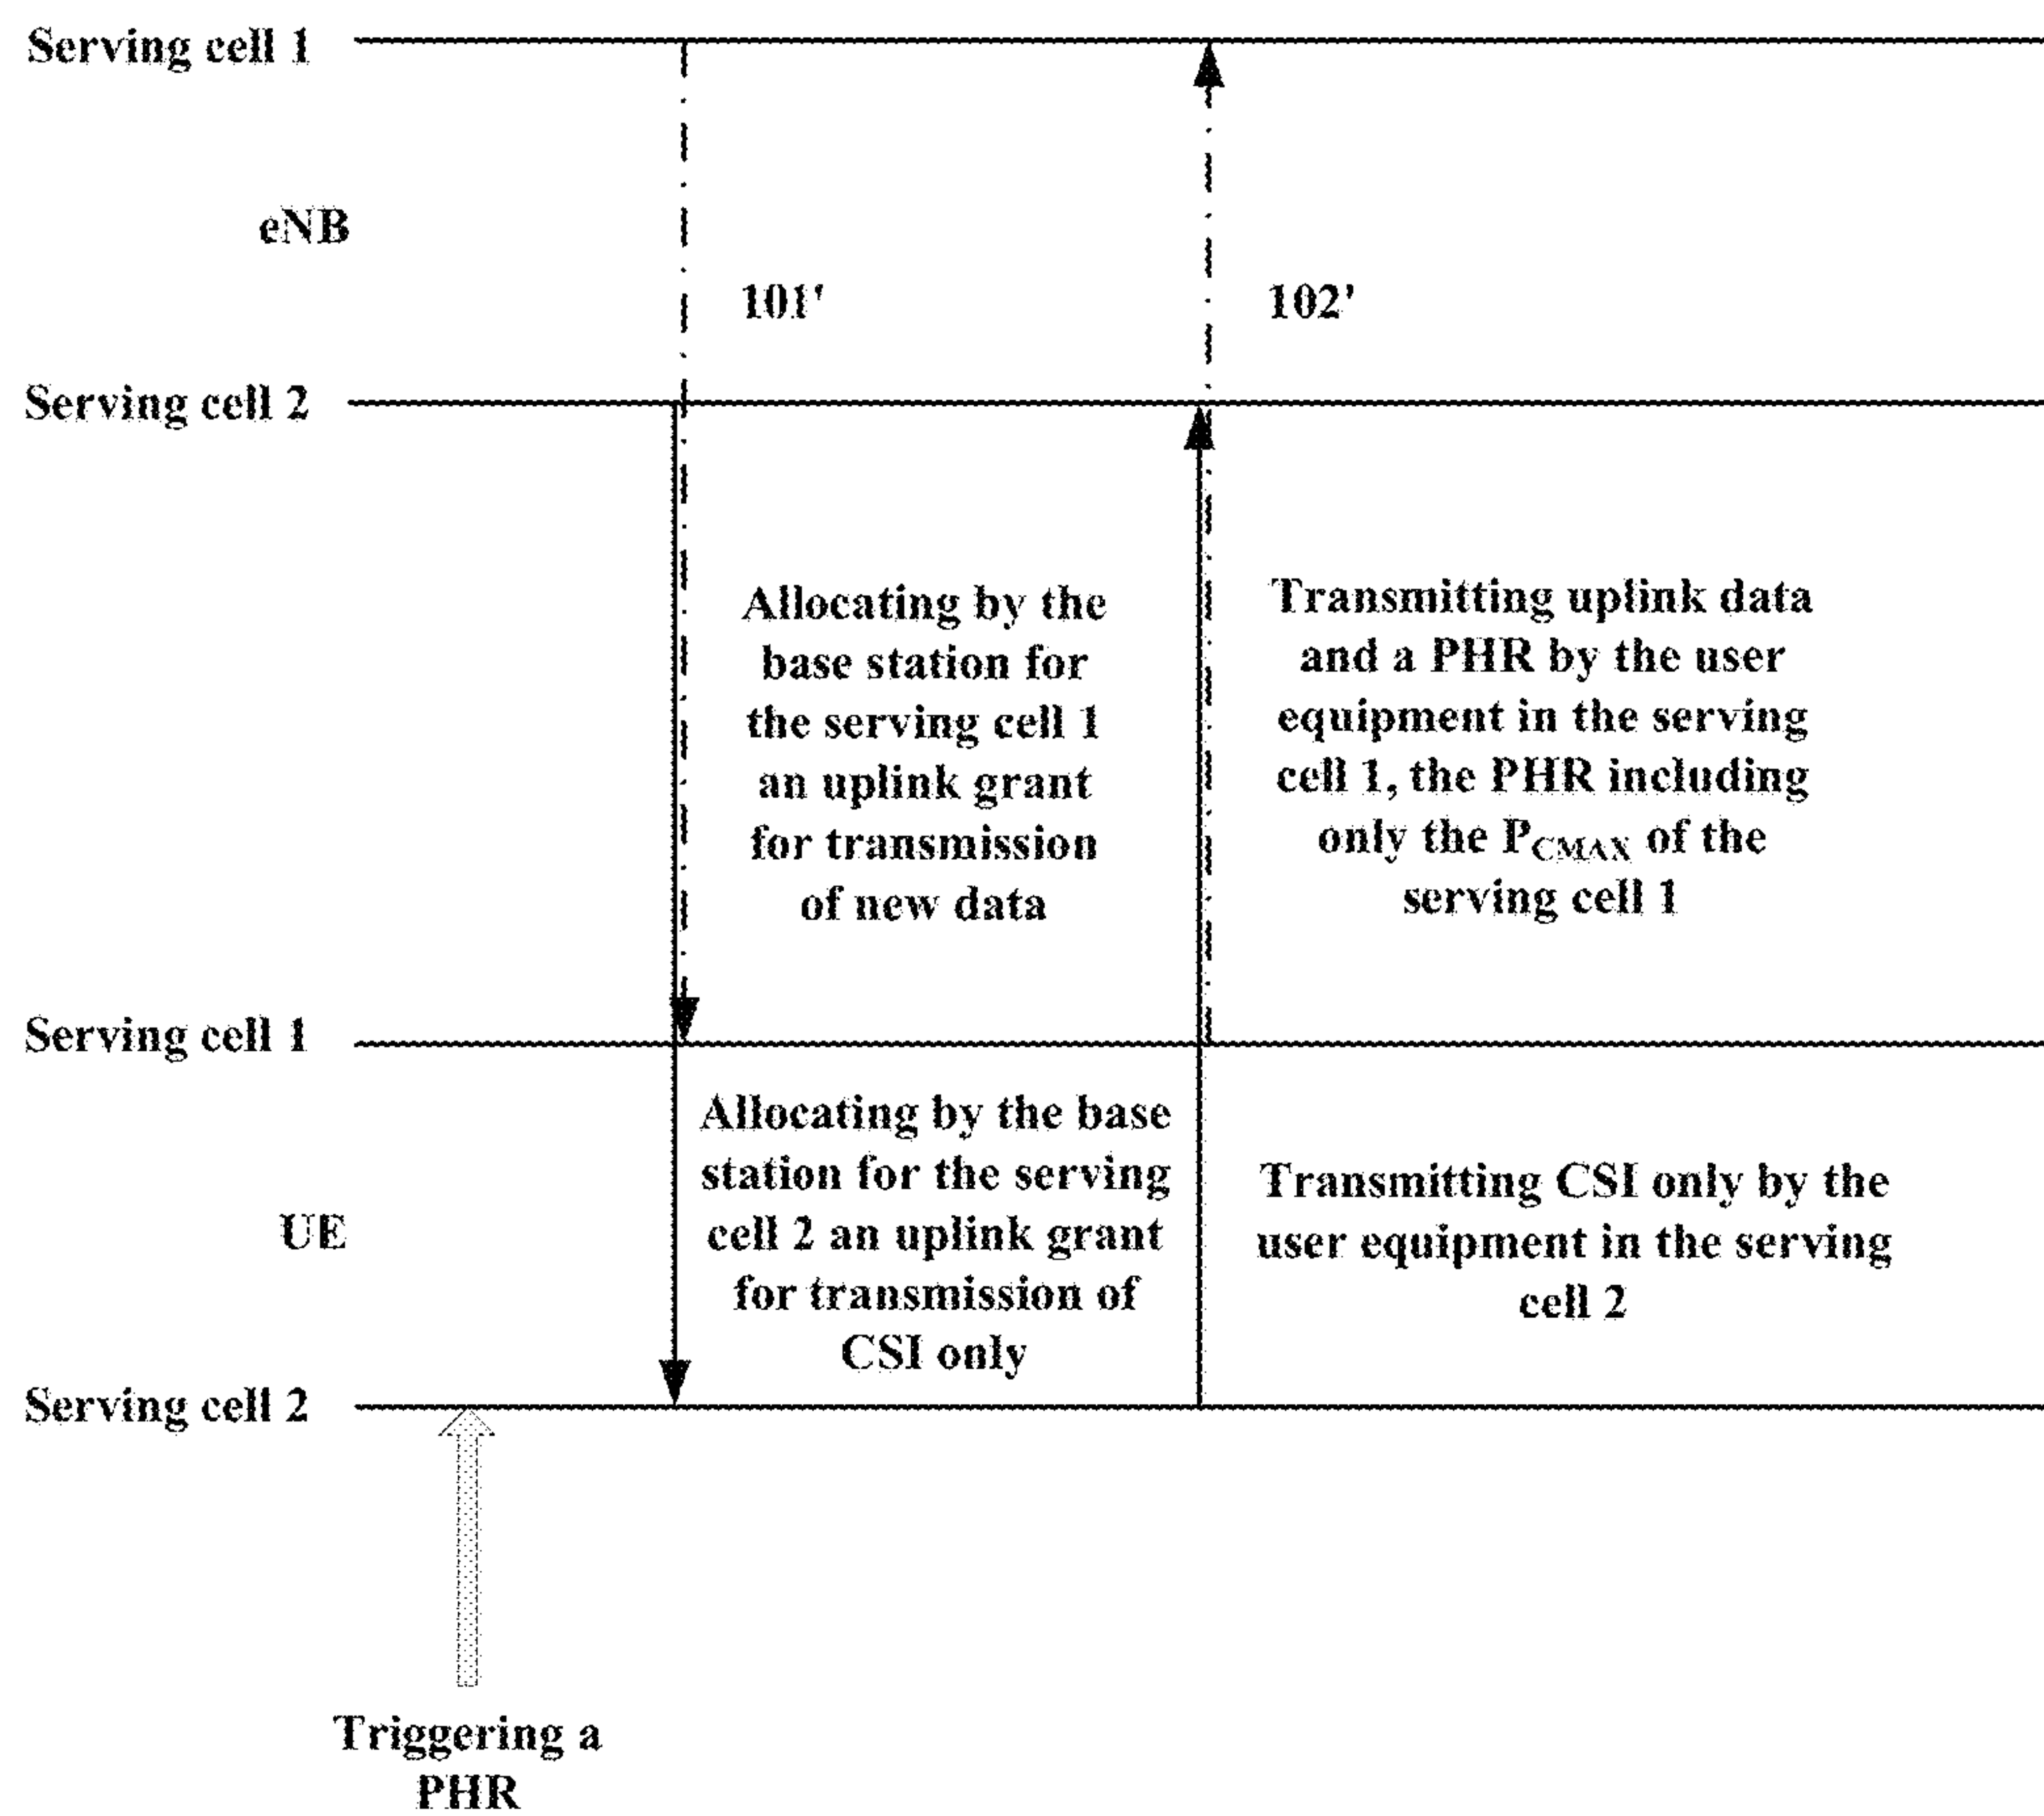 Serving cell 1
eNB
101'
102'
Serving cell 2
Allocating by the
base station for
the serving cell 1
an uplink grant
for transmission
of new data
Transmitting uplink data
and a PHR by the user
equipment in the serving
cell 1, the PHR including
only the PCMAX of the
serving cell 1
Serving cell 1
Allocating by the base
station for the serving
cell 2 an uplink grant
for transmission of
CSI only
Transmitting CSI only by the
user equipment in the serving
cell 2
UE
Serving cell 2
Triggering a
PHR